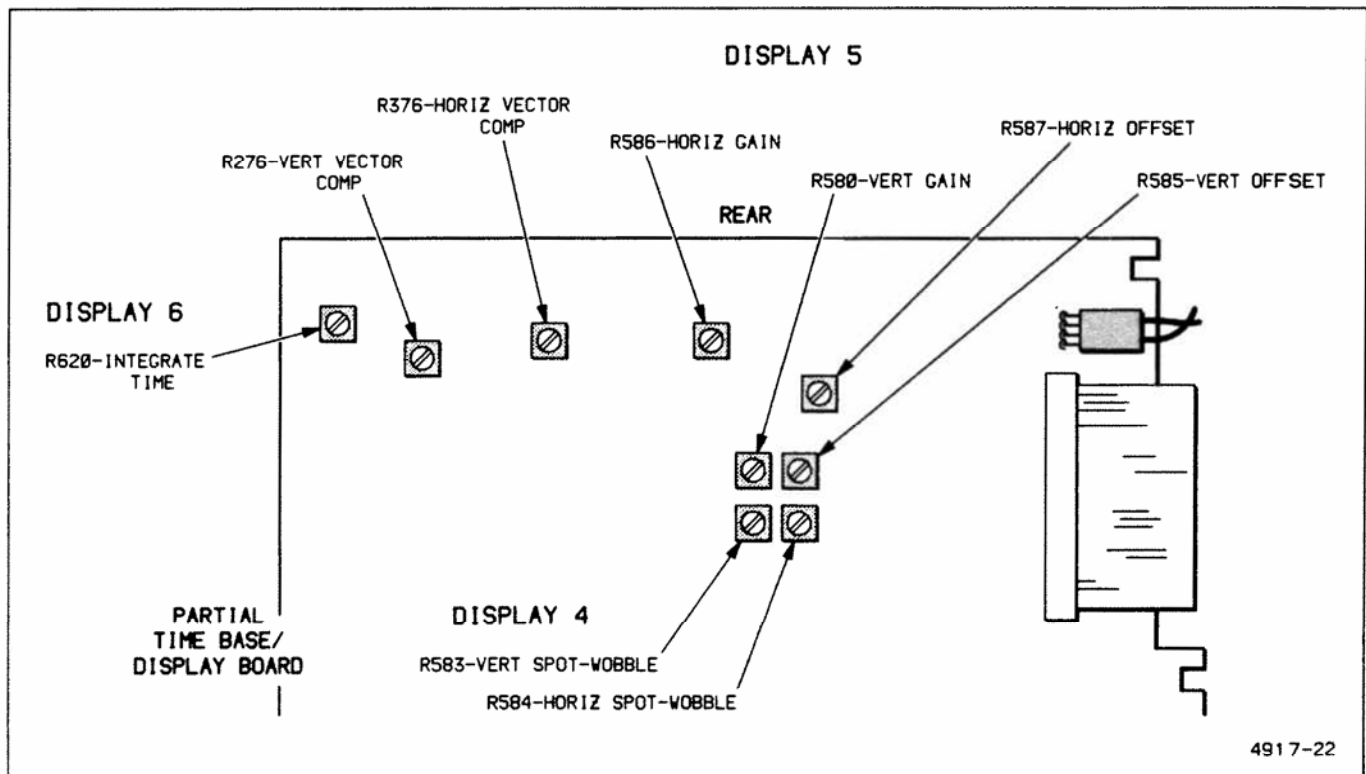 DISPLAY 5
R376-HORIZ VECTOR
COMP
R587-HORIZ OFFSET
R586-HORIZ GAIN
R276-VERT VECTOR
COMP
R580-VERT GAIN
R585-VERT OFFSET
REAR
DISPLAY 6
R620-INTEGRATE
TIME
PARTIAL
TIME BASE/
DISPLAY BOARD
DISPLAY 4
R583-VERT SPOT-WOBBLE
R584-HORIZ SPOT-WOBBLE
4917-22